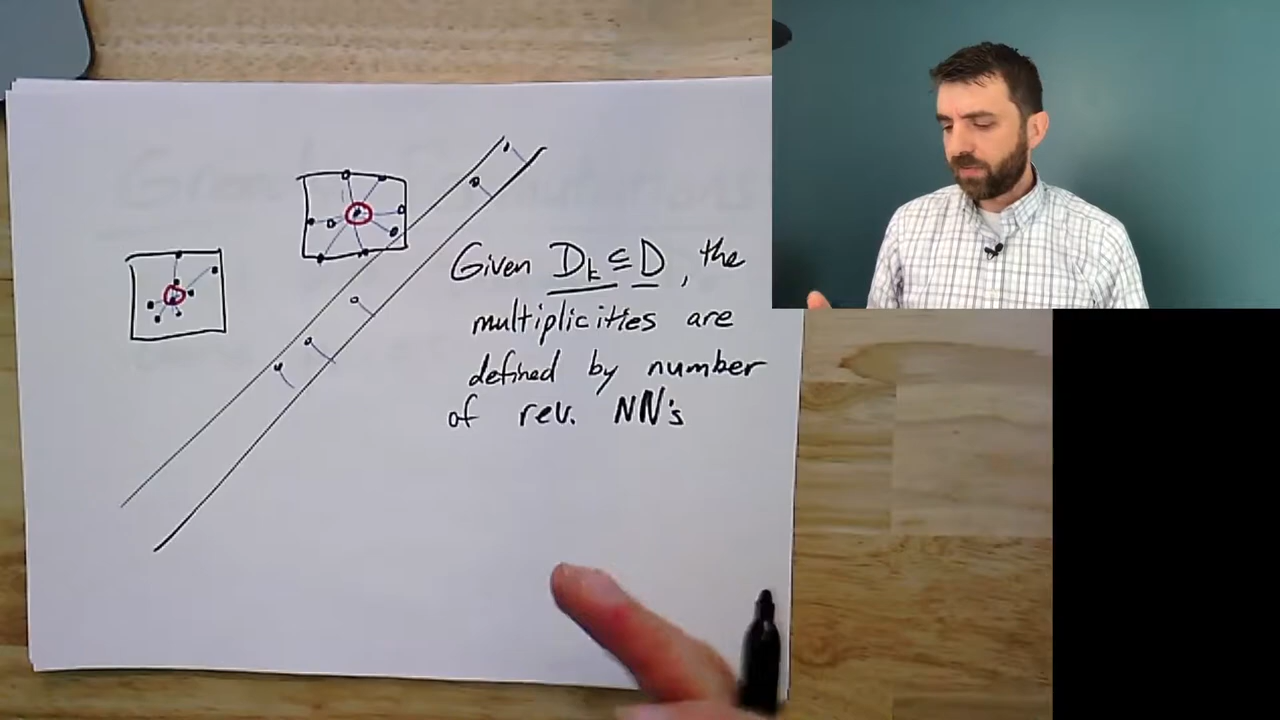 Given D_k ⊆ D, the
multiplicities are
defined by number
of rev. NN's